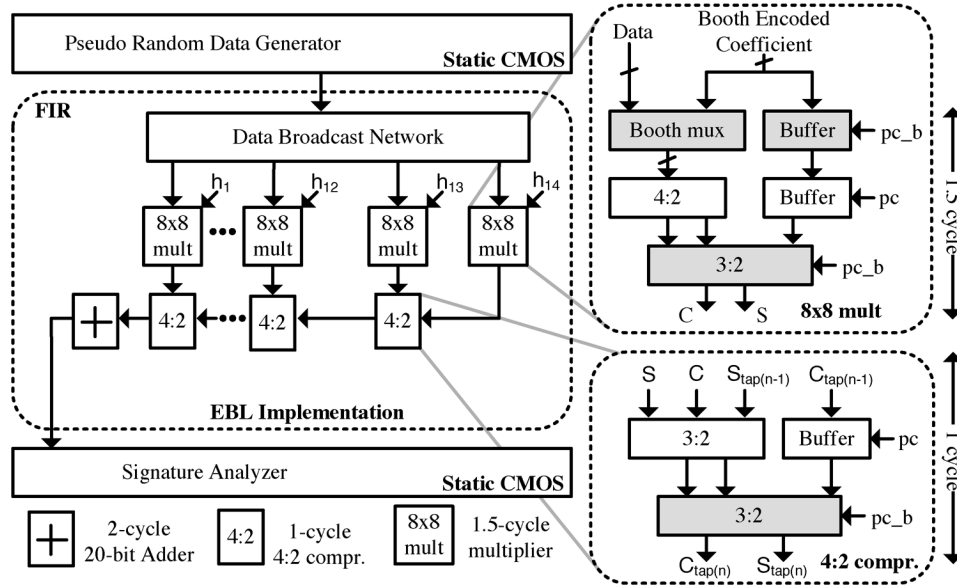 Pseudo Random Data Generator
Static CMOS
FIR
Data Broadcast Network
h1
h12
h13
h14
8x8 mult
8x8 mult
8x8 mult
8x8 mult
+
4:2
4:2
4:2
EBL Implementation
Signature Analyzer
Static CMOS
+
2-cycle
20-bit Adder
4:2
1-cycle
4:2 compr.
8x8
mult
1.5-cycle
multiplier
Data
Booth Encoded
Coefficient
Booth mux
Buffer
pc_b
4:2
Buffer
pc
3:2
pc_b
C
S
8x8 mult
1.5 cycle
S
C
Stap(n-1)
Ctap(n-1)
3:2
Buffer
pc
3:2
pc_b
Ctap(n)
Stap(n)
4:2 compr.
1 cycle